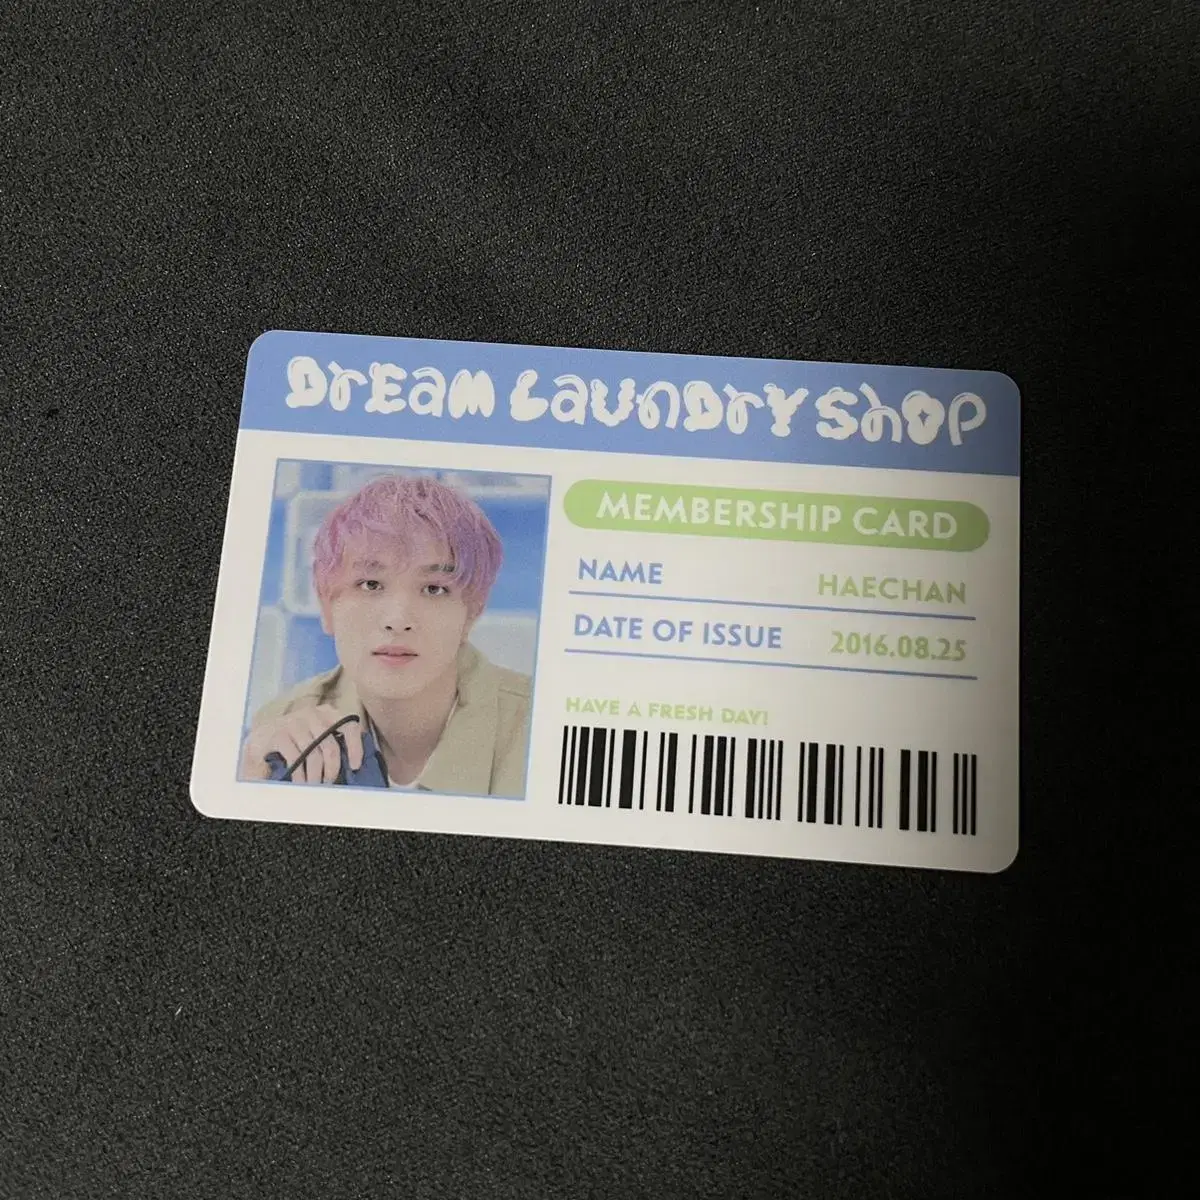 DREAM LAUNDRY SHOP
MEMBERSHIP CARD
NAME HAECHAN
DATE OF ISSUE 2016.08.25
HAVE A FRESH DAY!